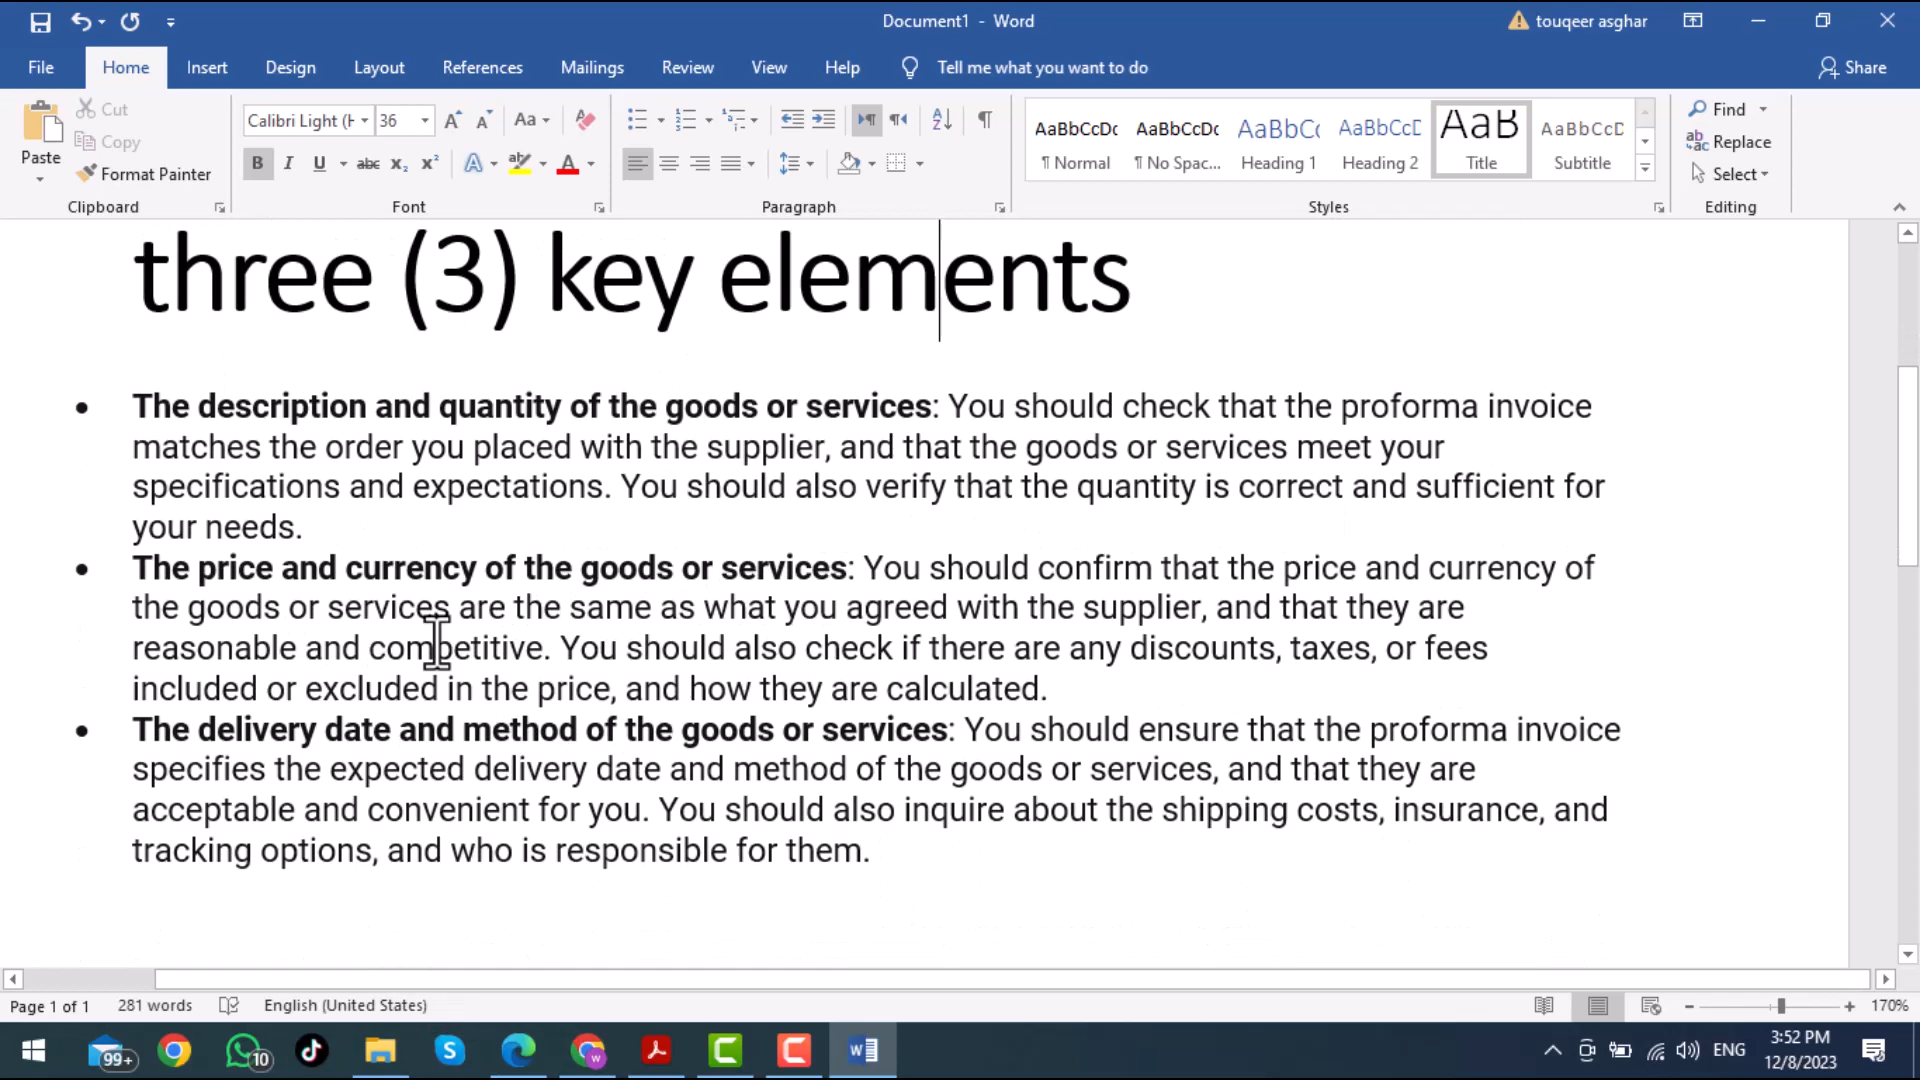 Document1 - Word
touqeer asghar
File Home Insert Design Layout References Mailings Review View Help Tell me what you want to do Share
Paste
Cut
Copy
Format Painter
Clipboard
Calibri Light (H 36
Font
Paragraph
AaBbCcDc AaBbCcDc AaBbCc AaBbCcD AaB AaBbCcD
¶ Normal ¶ No Spac... Heading 1 Heading 2 Title Subtitle
Styles
Find
Replace
Select
Editing
three (3) key elements
• The description and quantity of the goods or services: You should check that the proforma invoice
matches the order you placed with the supplier, and that the goods or services meet your
specifications and expectations. You should also verify that the quantity is correct and sufficient for
your needs.
• The price and currency of the goods or services: You should confirm that the price and currency of
the goods or services are the same as what you agreed with the supplier, and that they are
reasonable and competitive. You should also check if there are any discounts, taxes, or fees
included or excluded in the price, and how they are calculated.
• The delivery date and method of the goods or services: You should ensure that the proforma invoice
specifies the expected delivery date and method of the goods or services, and that they are
acceptable and convenient for you. You should also inquire about the shipping costs, insurance, and
tracking options, and who is responsible for them.
Page 1 of 1 281 words English (United States) 170%
99+ 10 ENG 3:52 PM
12/8/2023